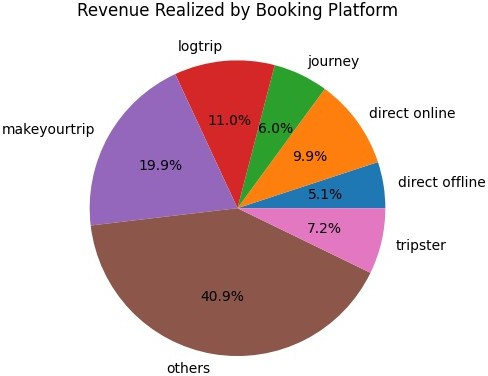 Revenue Realized by Booking Platform
logtrip
journey
makeyourtrip
direct online
11.0%
6.0%
9.9%
19.9%
direct offline
5.1%
7.2%
tripster
40.9%
others